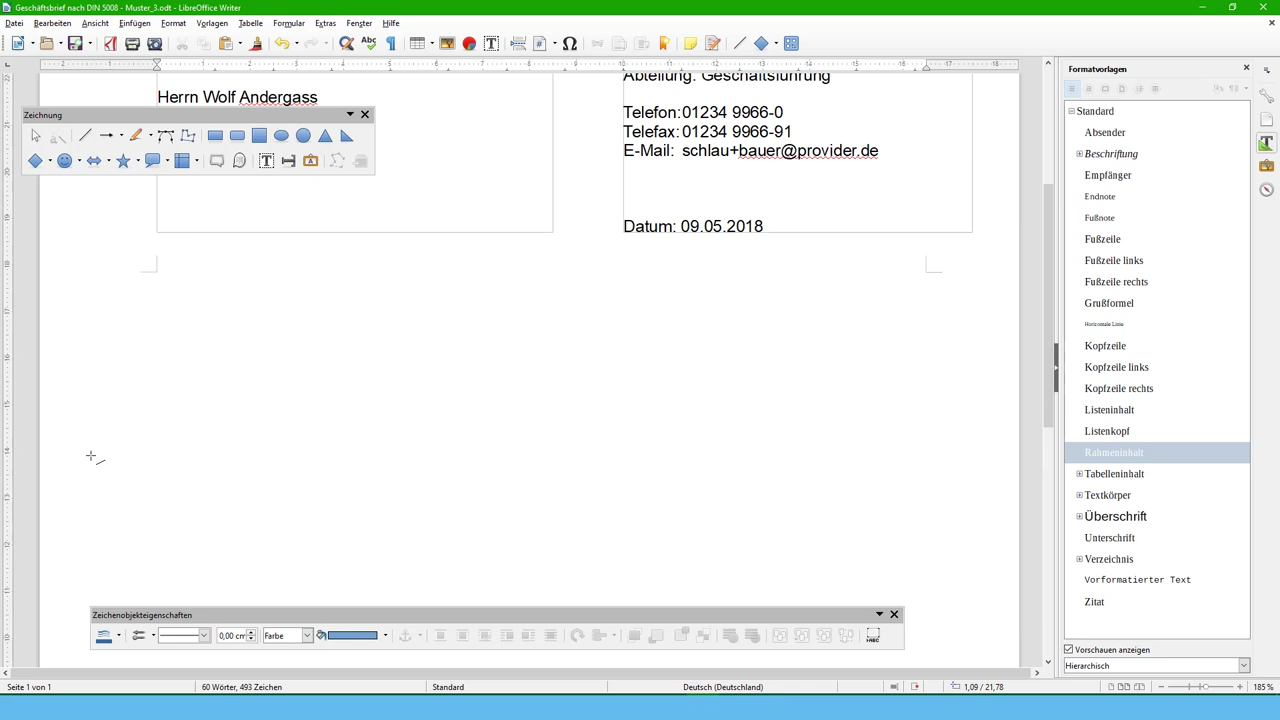 Geschäftsbrief nach DIN 5008 - Muster_3.odt - LibreOffice Writer
Datei Bearbeiten Ansicht Einfügen Format Vorlagen Tabelle Formular Extras Fenster Hilfe
Abteilung: Geschäftsführung
Herrn Wolf Andergass
Telefon: 01234 9966-0
Telefax: 01234 9966-91
E-Mail: schlau+bauer@provider.de
Datum: 09.05.2018
Zeichnung
Formatvorlagen
Standard
Absender
Beschriftung
Empfänger
Endnote
Fußnote
Fußzeile
Fußzeile links
Fußzeile rechts
Grußformel
Horizontale Linie
Kopfzeile
Kopfzeile links
Kopfzeile rechts
Listeninhalt
Listenkopf
Rahmeninhalt
Tabelleninhalt
Textkörper
Überschrift
Unterschrift
Verzeichnis
Vorformatierter Text
Zitat
Vorschauen anzeigen
Hierarchisch
Zeichenobjekteigenschaften
0,00 cm Farbe
Seite 1 von 1 60 Wörter, 493 Zeichen Standard Deutsch (Deutschland) 1,09 / 21,78 185 %